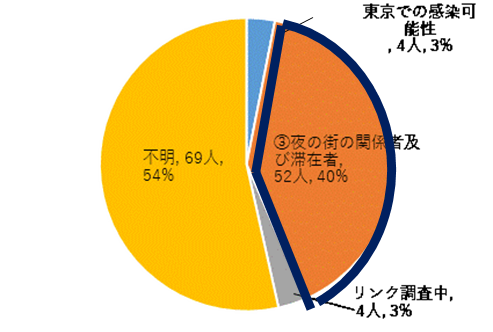 東京での感染可
能性
, 4人, 3%
③夜の街の関係者及
び滞在者,
52人, 40%
不明, 69人,
54%
リンク調査中,
4人, 3%